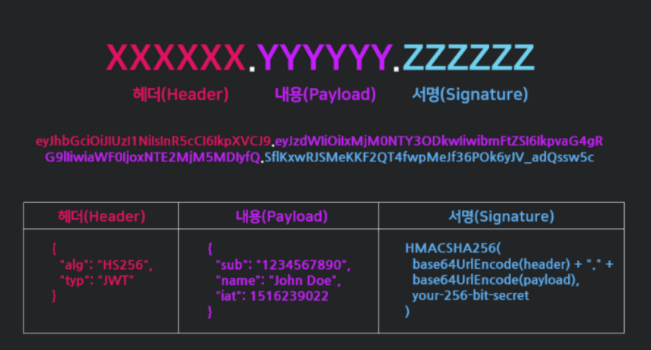 XXXXXX.YYYYYY.ZZZZZZ
헤더(Header) 내용(Payload) 서명(Signature)
eyJhbGciOiJIUzI1NiIsInR5cCI6IkpXVCJ9.eyJzdWIiOiIxMjM0NTY3ODkwIiwibmFtZSI6IkpvaG4gR
G9lIiwiaWF0IjoxNTE2MjM5MDIyfQ.SflKxwRJSMeKKF2QT4fwpMeJf36POk6yJV_adQssw5c
헤더(Header)
{
"alg": "HS256",
"typ": "JWT"
}
내용(Payload)
{
"sub": "1234567890",
"name": "John Doe",
"iat": 1516239022
}
서명(Signature)
HMACSHA256(
base64UrlEncode(header) + "." +
base64UrlEncode(payload),
your-256-bit-secret
)